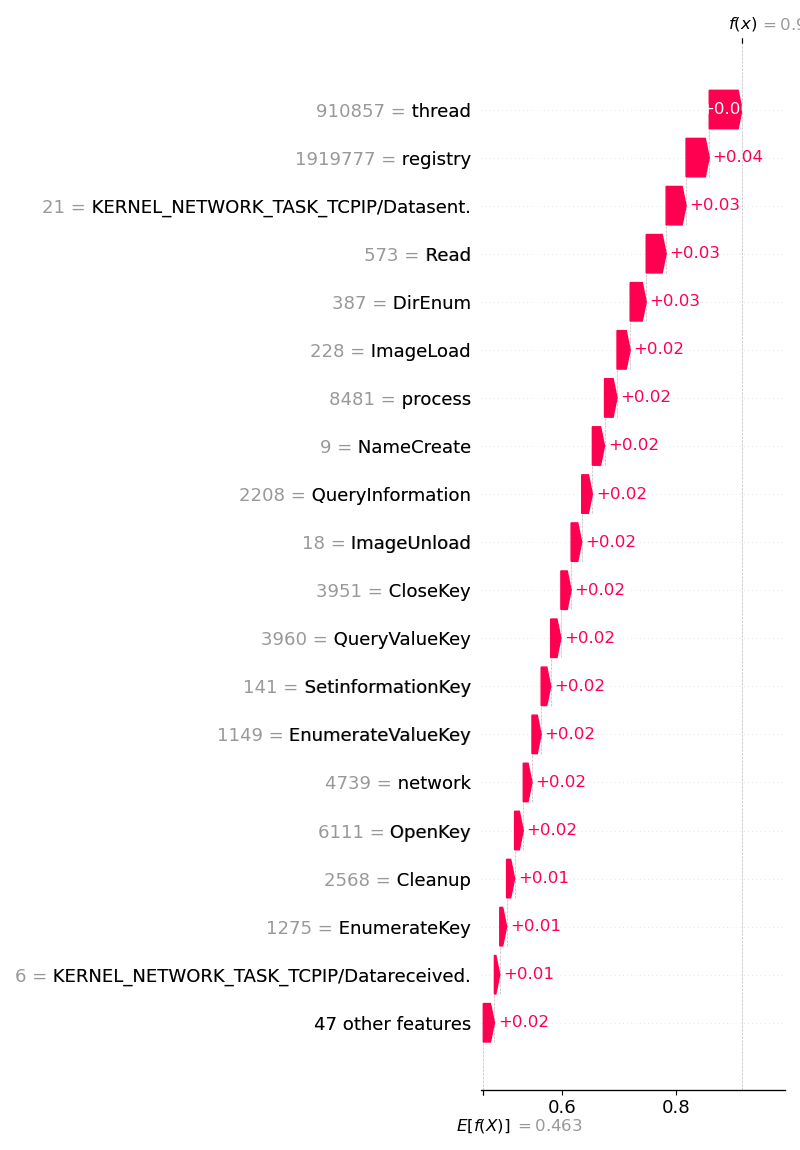 f(x) = 0.9
910857 = thread
+0.0
1919777 = registry
+0.04
21 = KERNEL_NETWORK_TASK_TCPIP/Datasent.
+0.03
573 = Read
+0.03
387 = DirEnum
+0.03
228 = ImageLoad
+0.02
8481 = process
+0.02
9 = NameCreate
+0.02
2208 = QueryInformation
+0.02
18 = ImageUnload
+0.02
3951 = CloseKey
+0.02
3960 = QueryValueKey
+0.02
141 = SetinformationKey
+0.02
1149 = EnumerateValueKey
+0.02
4739 = network
+0.02
6111 = OpenKey
+0.02
2568 = Cleanup
+0.01
1275 = EnumerateKey
+0.01
6 = KERNEL_NETWORK_TASK_TCPIP/Datareceived.
+0.01
47 other features
+0.02
0.6
0.8
E[f(X)] = 0.463